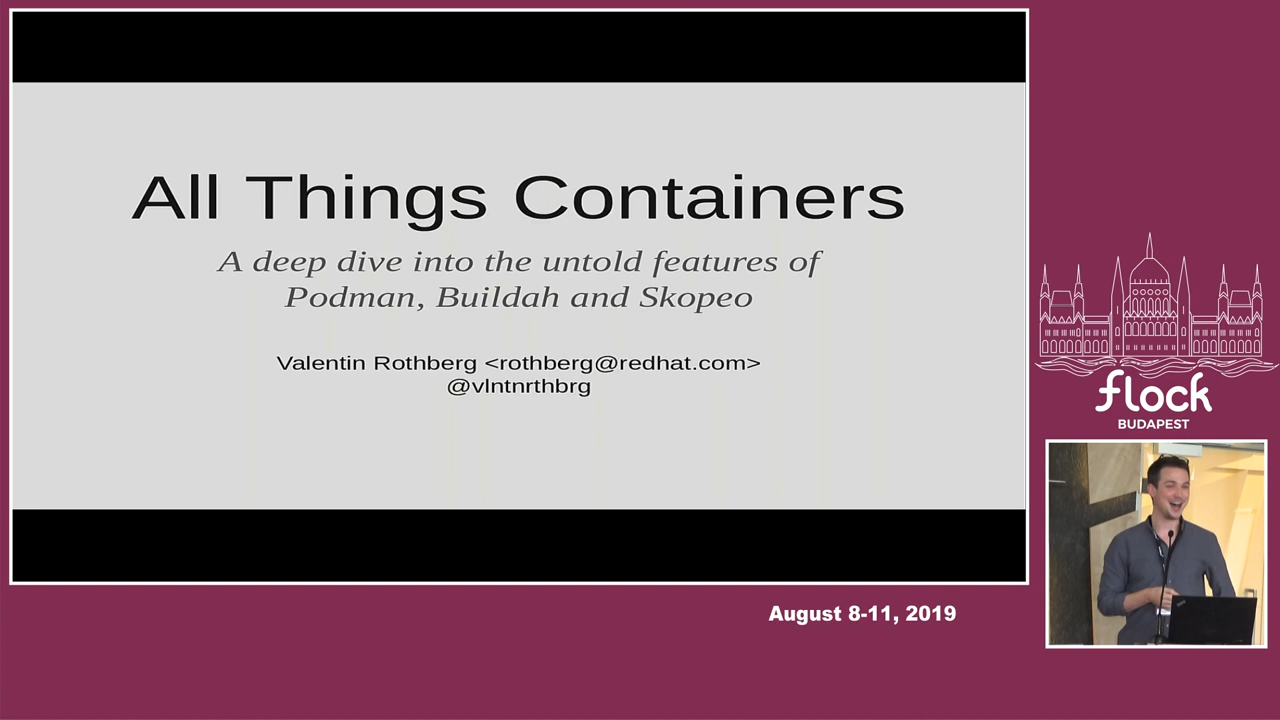 All Things Containers
A deep dive into the untold features of
Podman, Buildah and Skopeo
Valentin Rothberg <rothberg@redhat.com>
@vlntnrthbrg
flock
BUDAPEST
August 8-11, 2019